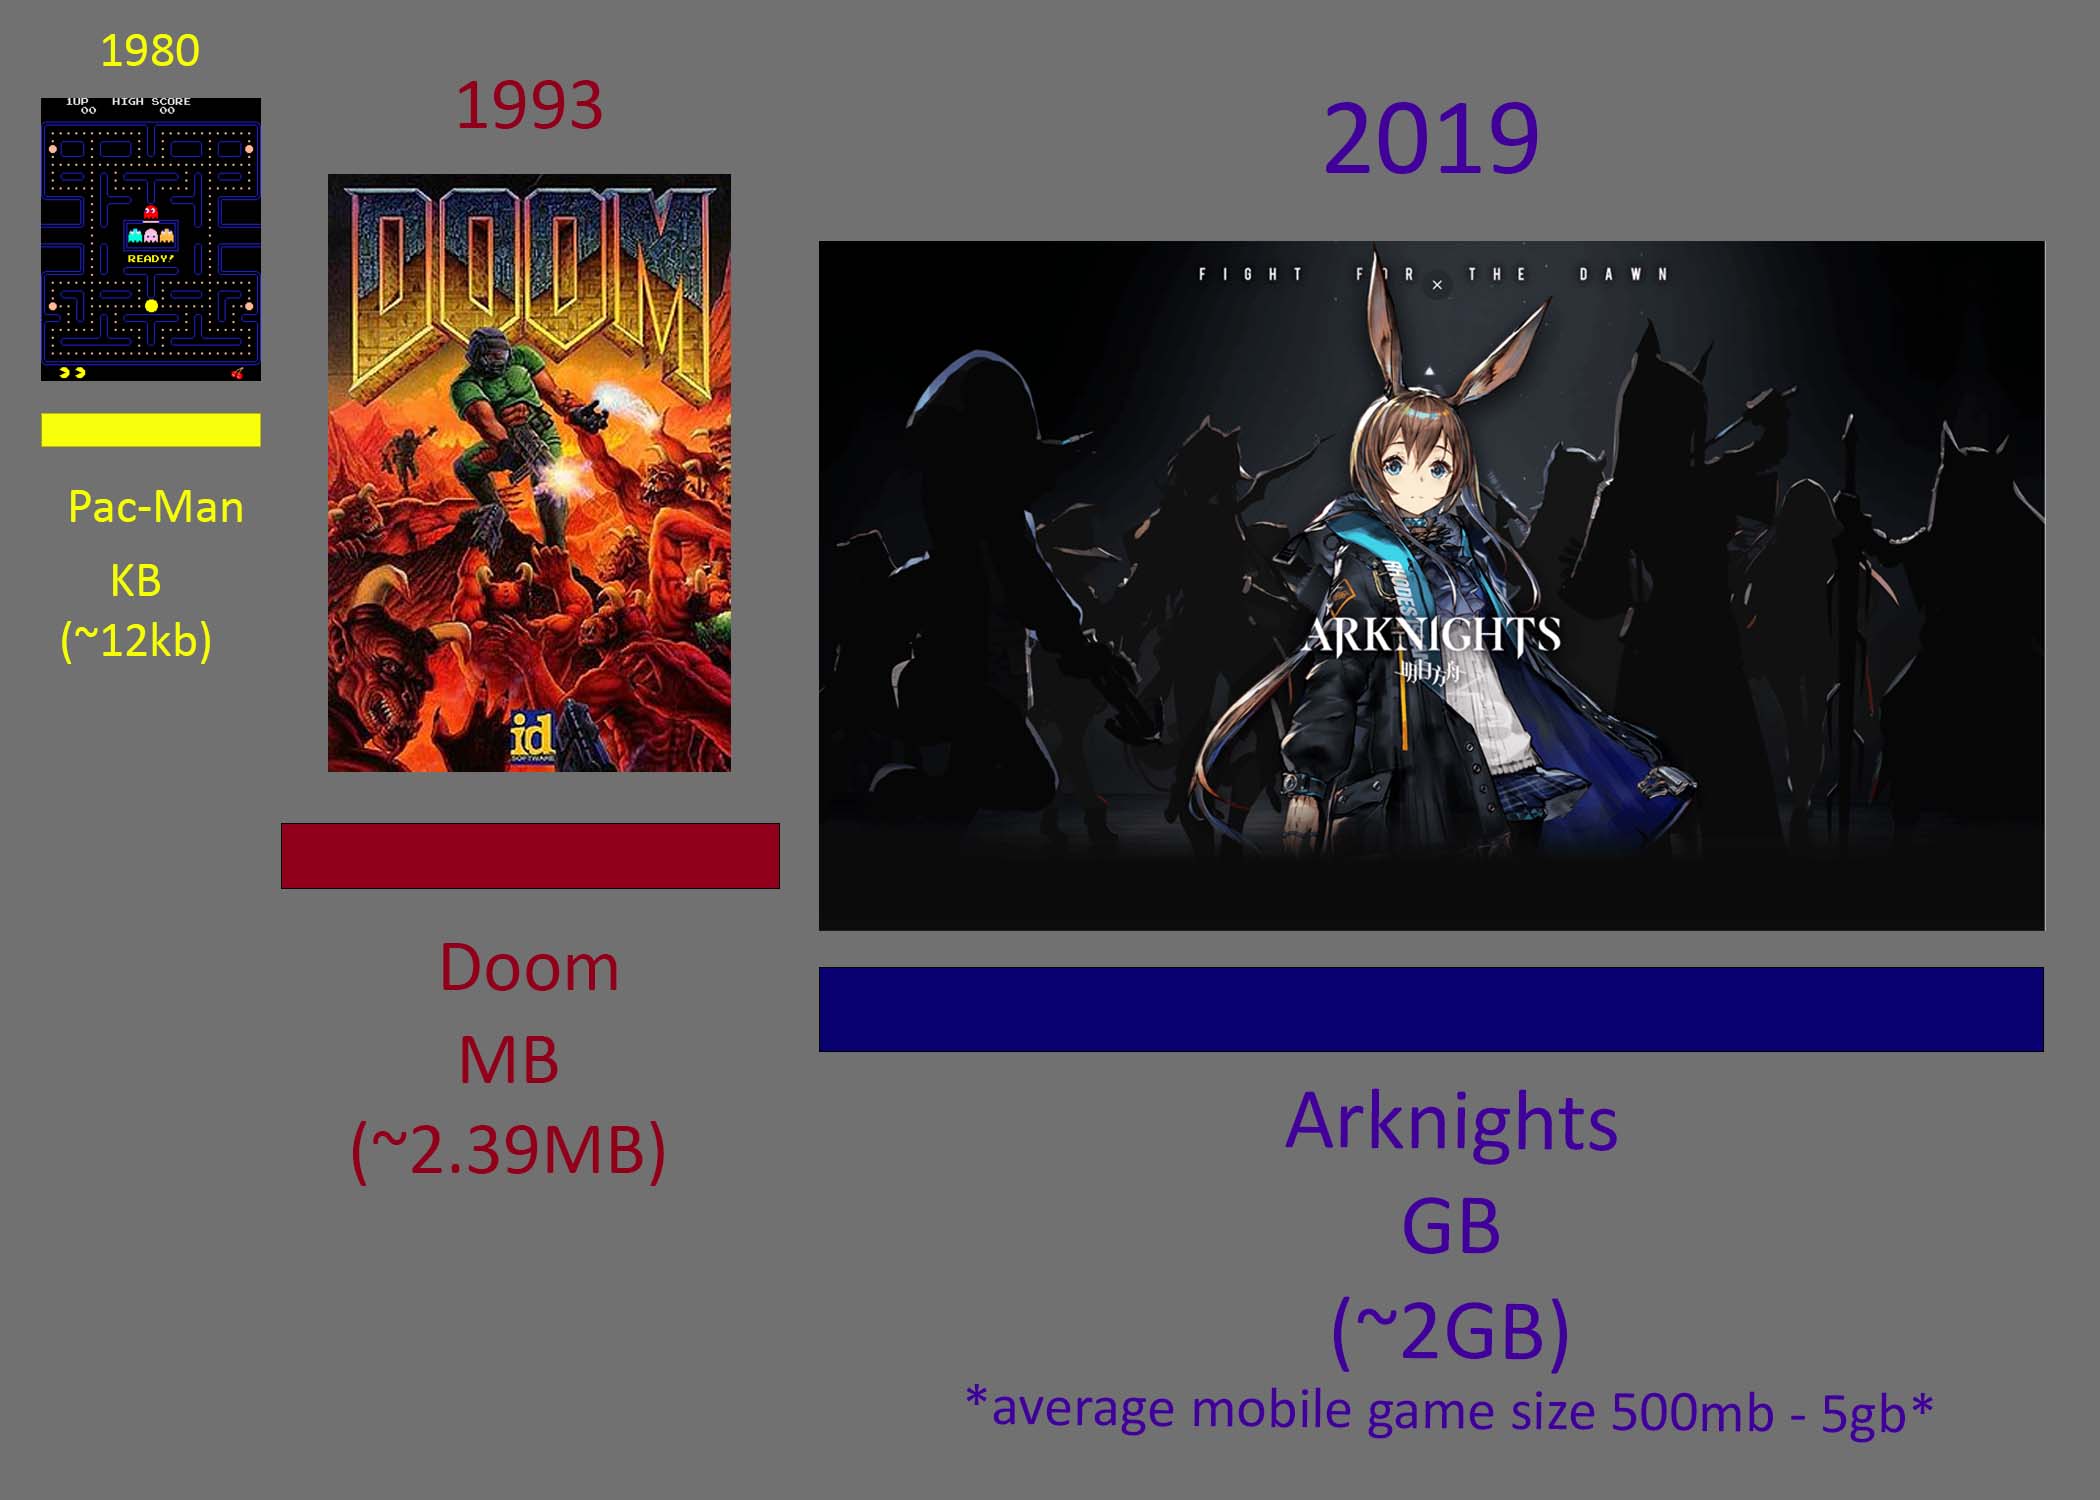 1980
1UP HIGH SCORE
00 00
READY!
Pac-Man
KB
(~12kb)
1993
DOOM
id
SOFTWARE
Doom
MB
(~2.39MB)
2019
FIGHT FOR THE DAWN
×
RHODES
ARKNIGHTS
明日方舟
Arknights
GB
(~2GB)
*average mobile game size 500mb - 5gb*